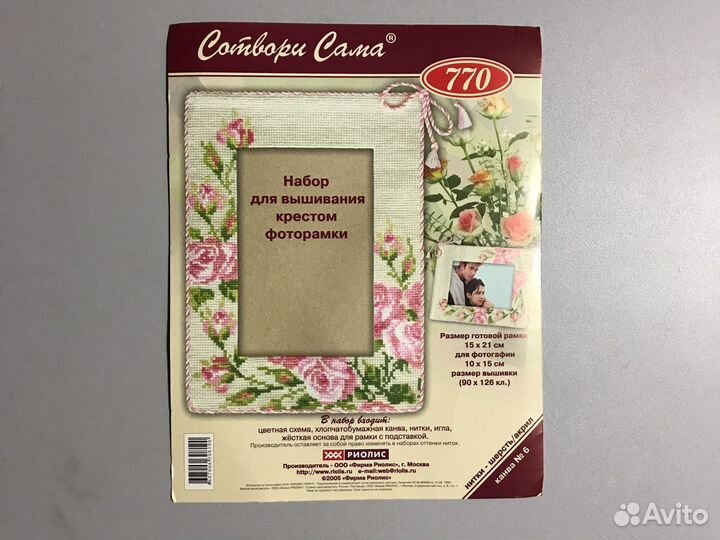 Сотвори Сама®
770
Набор
для вышивания
крестом
фоторамки
Размер готовой рамки
15 х 21 см
для фотогафии
10 х 15 см
размер вышивки
(90 х 126 кл.)
В набор входит:
цветная схема, хлопчатобумажная канва, нитки, игла,
жёсткая основа для рамки с подставкой.
Производитель оставляет за собой право изменять в наборах оттенки ниток.
РИОЛИС
Производитель - ООО «Фирма Риолис», г. Москва
http://www.riolis.ru e-mail:web@riolis.ru
©2005 «Фирма Риолис»
нитки - шерсть/акрил
канва № 6
Avito